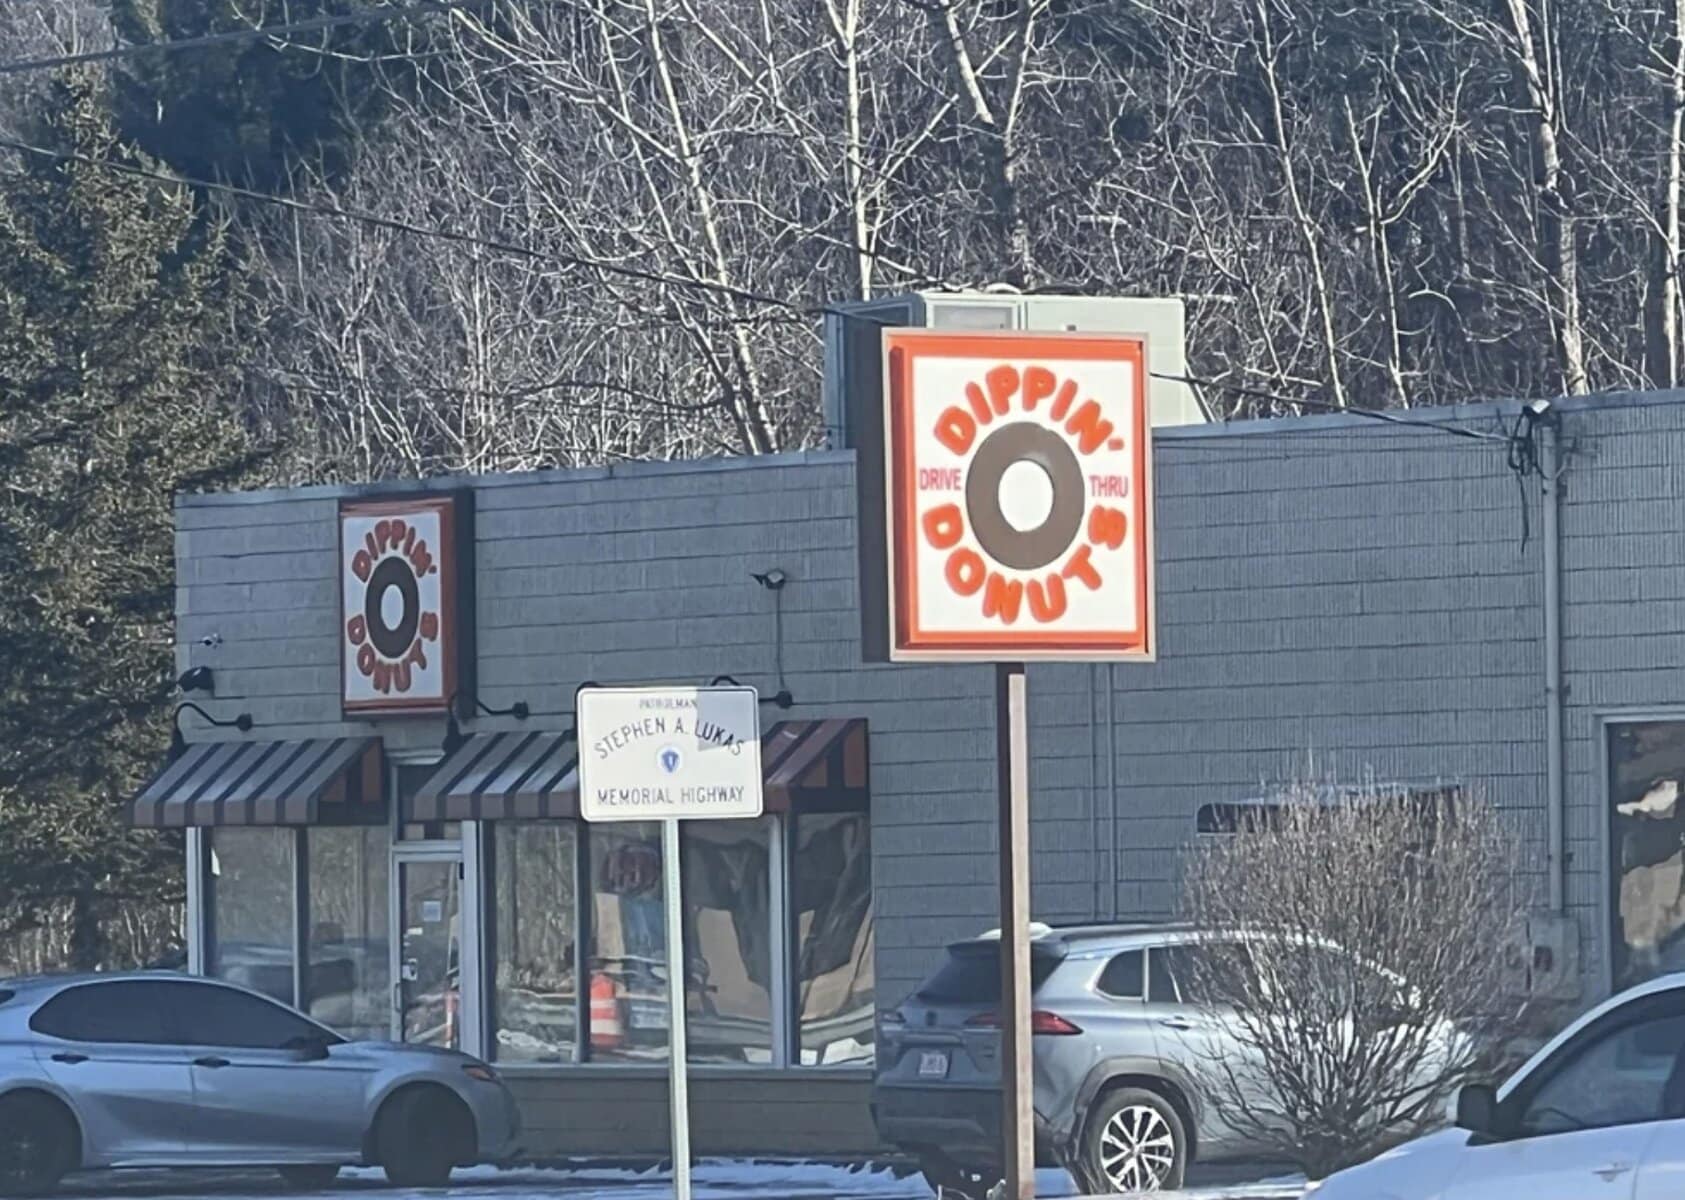 DIPPIN'
DRIVE THRU
DONUTS
DIPPIN'
DONUTS
PATROLMAN
STEPHEN A. LUKAS
MEMORIAL HIGHWAY